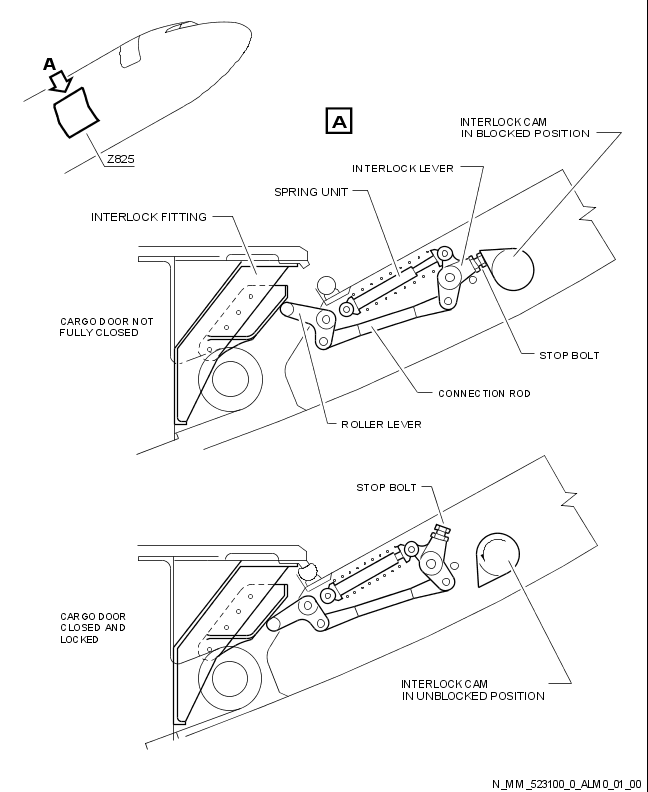 A
Z825
A
INTERLOCK CAM
IN BLOCKED POSITION
INTERLOCK LEVER
SPRING UNIT
INTERLOCK FITTING
CARGO DOOR NOT
FULLY CLOSED
STOP BOLT
CONNECTION ROD
ROLLER LEVER
STOP BOLT
CARGO DOOR
CLOSED AND
LOCKED
INTERLOCK CAM
IN UNBLOCKED POSITION
N_MM_523100_0_ALM0_01_00